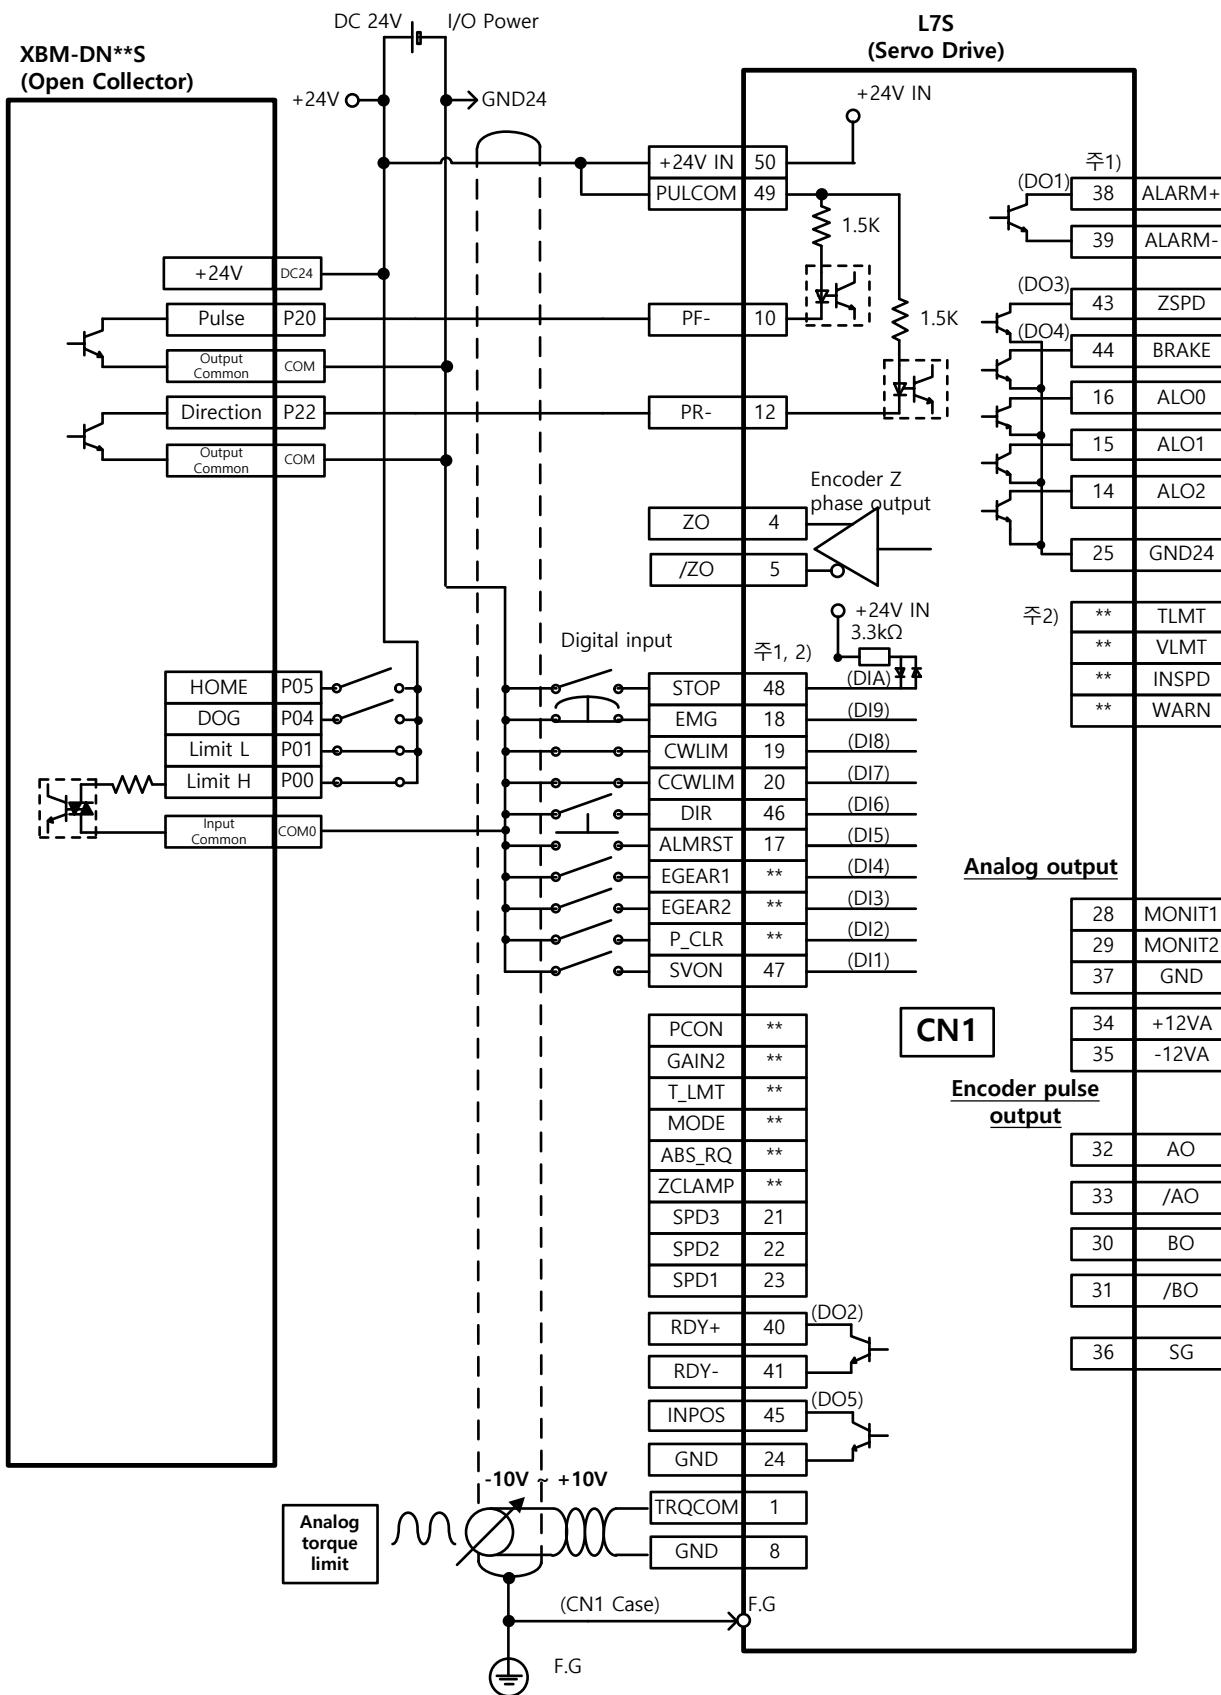 DC 24V I/O Power
XBM-DN**S
(Open Collector)
L7S
(Servo Drive)
+24V
GND24
+24V IN
+24V IN 50
PULCOM 49
1.5K
1.5K
+24V DC24
Pulse P20
Output
Common COM
Direction P22
Output
Common COM
PF- 10
PR- 12
Encoder Z
phase output
ZO 4
/ZO 5
+24V IN
3.3kΩ
Digital input
주1, 2)
HOME P05
DOG P04
Limit L P01
Limit H P00
Input
Common COM0
STOP 48 (DIA)
EMG 18 (DI9)
CWLIM 19 (DI8)
CCWLIM 20 (DI7)
DIR 46 (DI6)
ALMRST 17 (DI5)
EGEAR1 ** (DI4)
EGEAR2 ** (DI3)
P_CLR ** (DI2)
SVON 47 (DI1)
PCON **
GAIN2 **
T_LMT **
MODE **
ABS_RQ **
ZCLAMP **
SPD3 21
SPD2 22
SPD1 23
RDY+ 40 (DO2)
RDY- 41
INPOS 45 (DO5)
GND 24
-10V ~ +10V
Analog
torque
limit
TRQCOM 1
GND 8
(CN1 Case)
F.G
F.G
CN1
주1)
(DO1) 38 ALARM+
39 ALARM-
(DO3) 43 ZSPD
(DO4) 44 BRAKE
16 ALO0
15 ALO1
14 ALO2
25 GND24
주2)
** TLMT
** VLMT
** INSPD
** WARN
Analog output
28 MONIT1
29 MONIT2
37 GND
34 +12VA
35 -12VA
Encoder pulse
output
32 AO
33 /AO
30 BO
31 /BO
36 SG